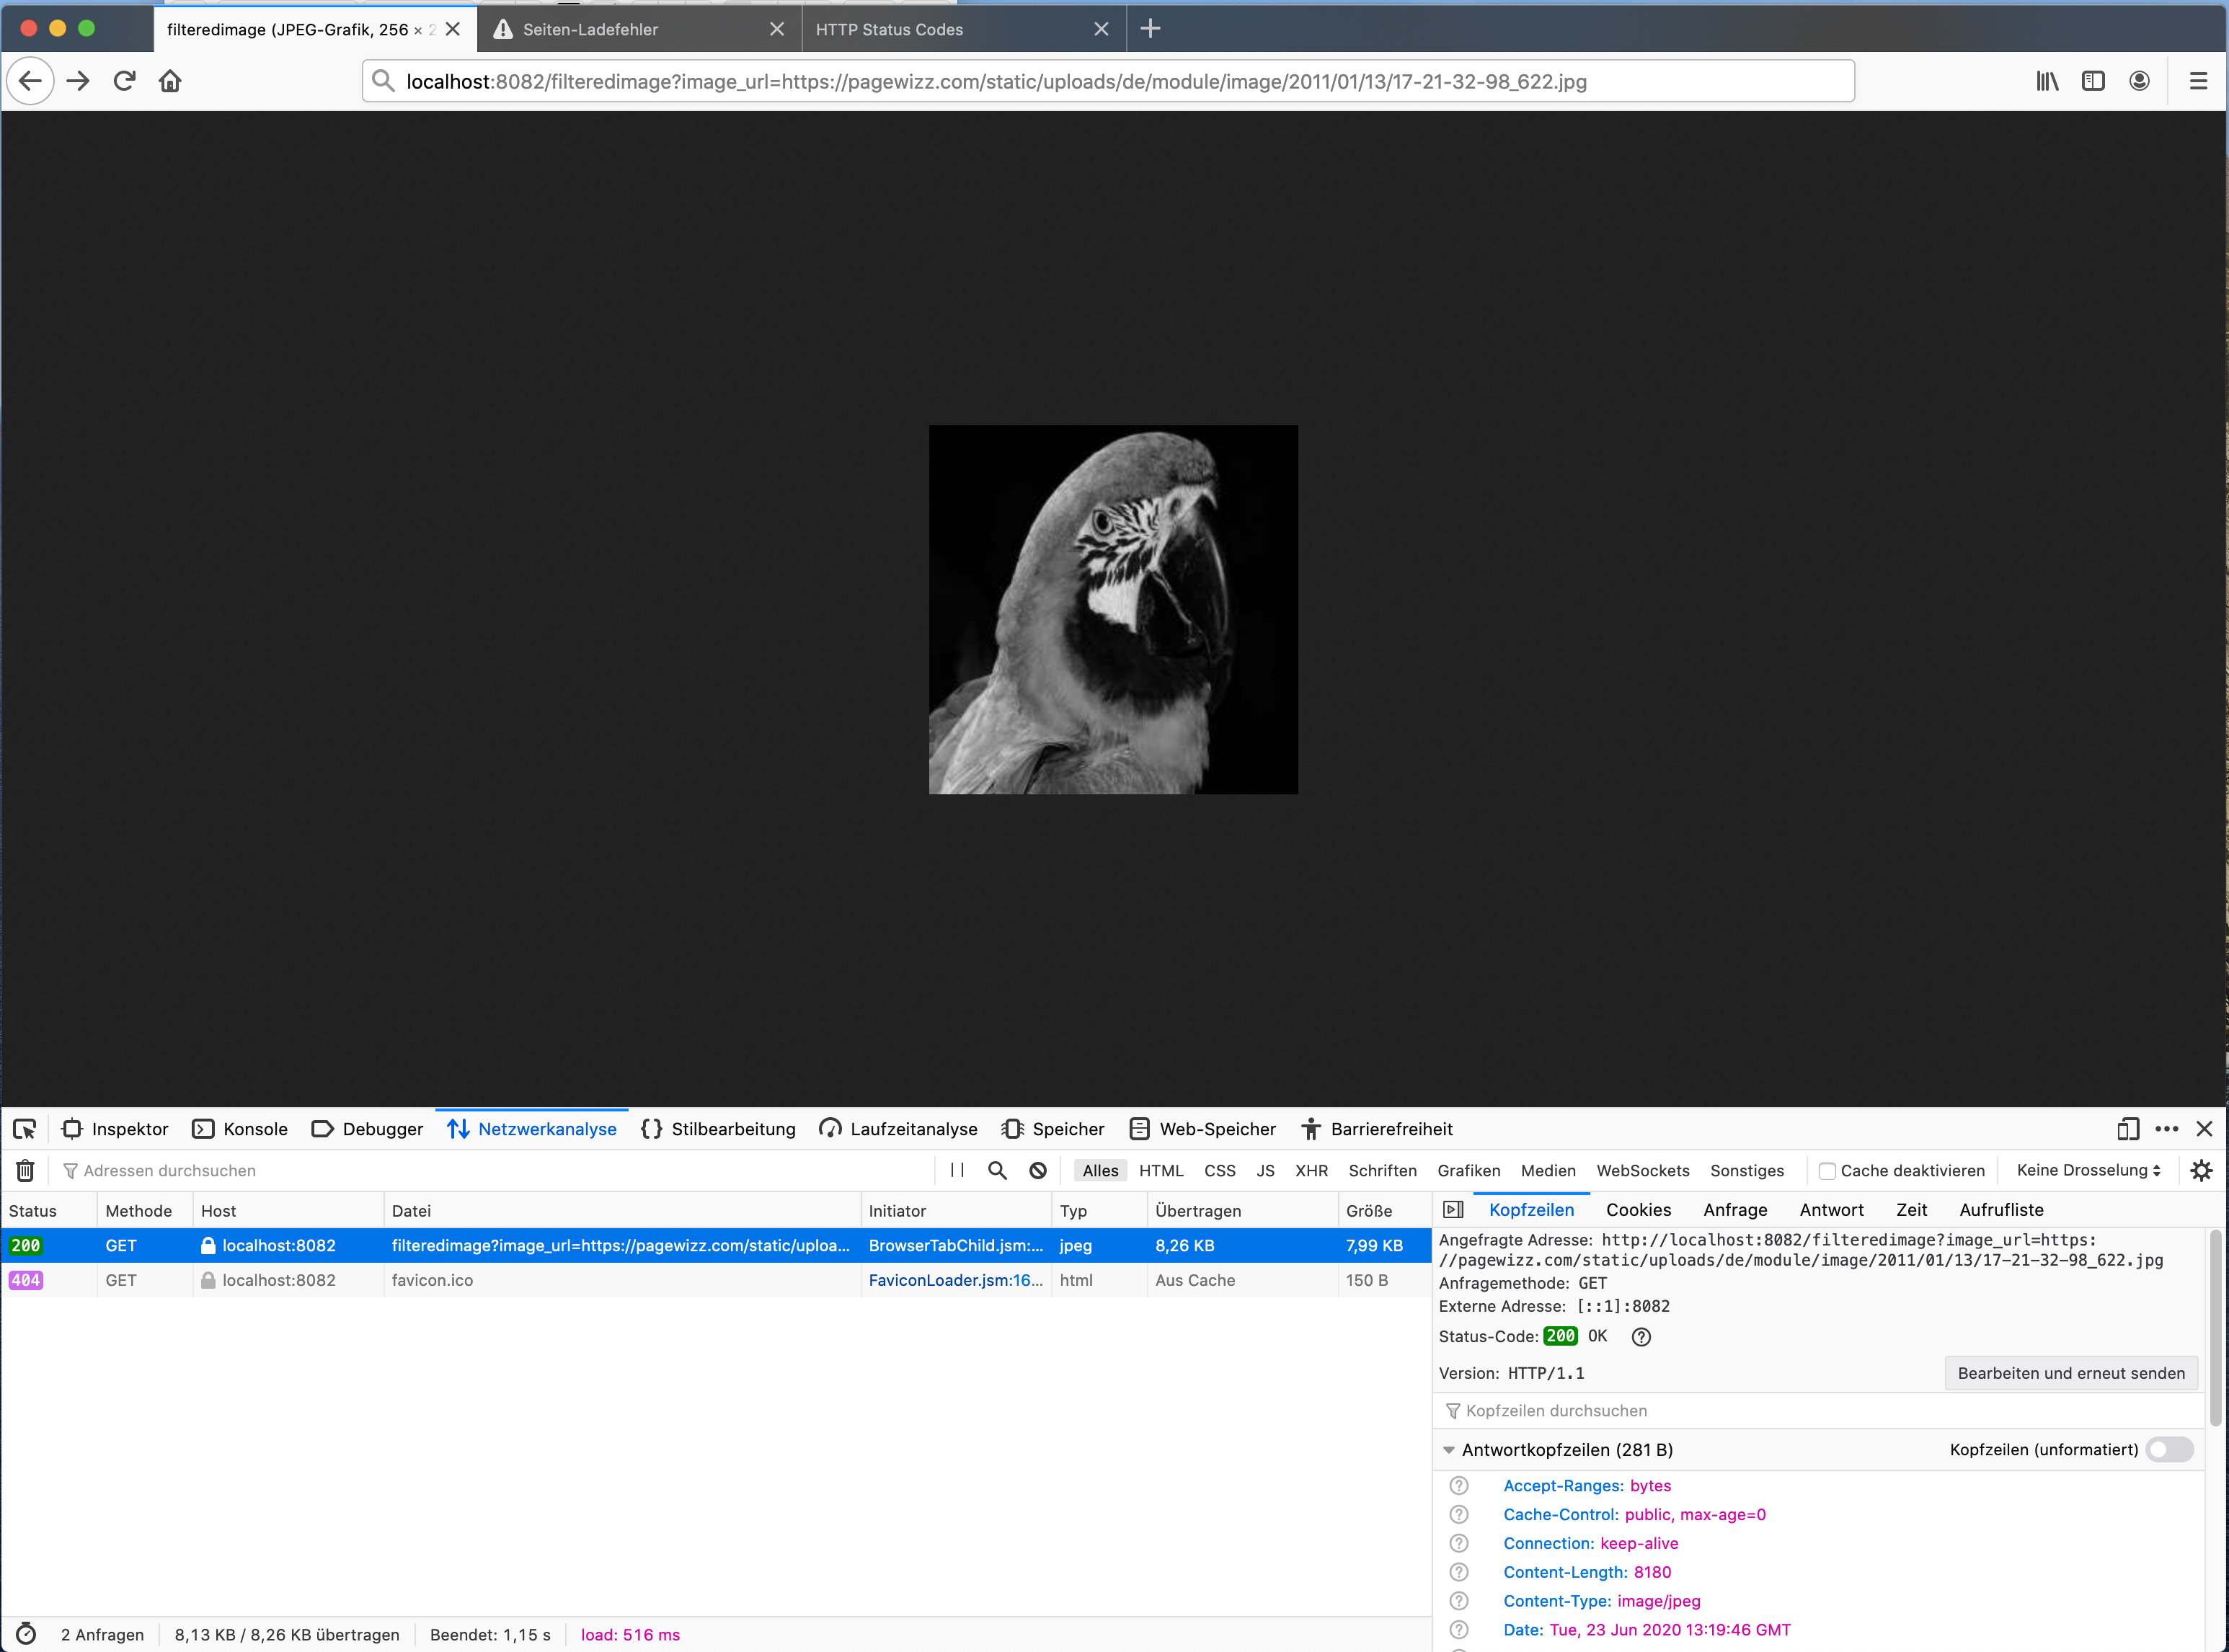 filteredimage (JPEG-Grafik, 256 × 2
Seiten-Ladefehler
HTTP Status Codes
localhost:8082/filteredimage?image_url=https://pagewizz.com/static/uploads/de/module/image/2011/01/13/17-21-32-98_622.jpg
Inspektor Konsole Debugger Netzwerkanalyse Stilbearbeitung Laufzeitanalyse Speicher Web-Speicher Barrierefreiheit
Adressen durchsuchen Alles HTML CSS JS XHR Schriften Grafiken Medien WebSockets Sonstiges Cache deaktivieren Keine Drosselung
Status Methode Host Datei Initiator Typ Übertragen Größe
200 GET localhost:8082 filteredimage?image_url=https://pagewizz.com/static/uploa... BrowserTabChild.jsm:... jpeg 8,26 KB 7,99 KB
404 GET localhost:8082 favicon.ico FaviconLoader.jsm:16... html Aus Cache 150 B
Kopfzeilen Cookies Anfrage Antwort Zeit Aufrufliste
Angefragte Adresse: http://localhost:8082/filteredimage?image_url=https:
//pagewizz.com/static/uploads/de/module/image/2011/01/13/17-21-32-98_622.jpg
Anfragemethode: GET
Externe Adresse: [::1]:8082
Status-Code: 200 OK
Version: HTTP/1.1 Bearbeiten und erneut senden
Kopfzeilen durchsuchen
Antwortkopfzeilen (281 B) Kopfzeilen (unformatiert)
Accept-Ranges: bytes
Cache-Control: public, max-age=0
Connection: keep-alive
Content-Length: 8180
Content-Type: image/jpeg
Date: Tue, 23 Jun 2020 13:19:46 GMT
2 Anfragen 8,13 KB / 8,26 KB übertragen Beendet: 1,15 s load: 516 ms